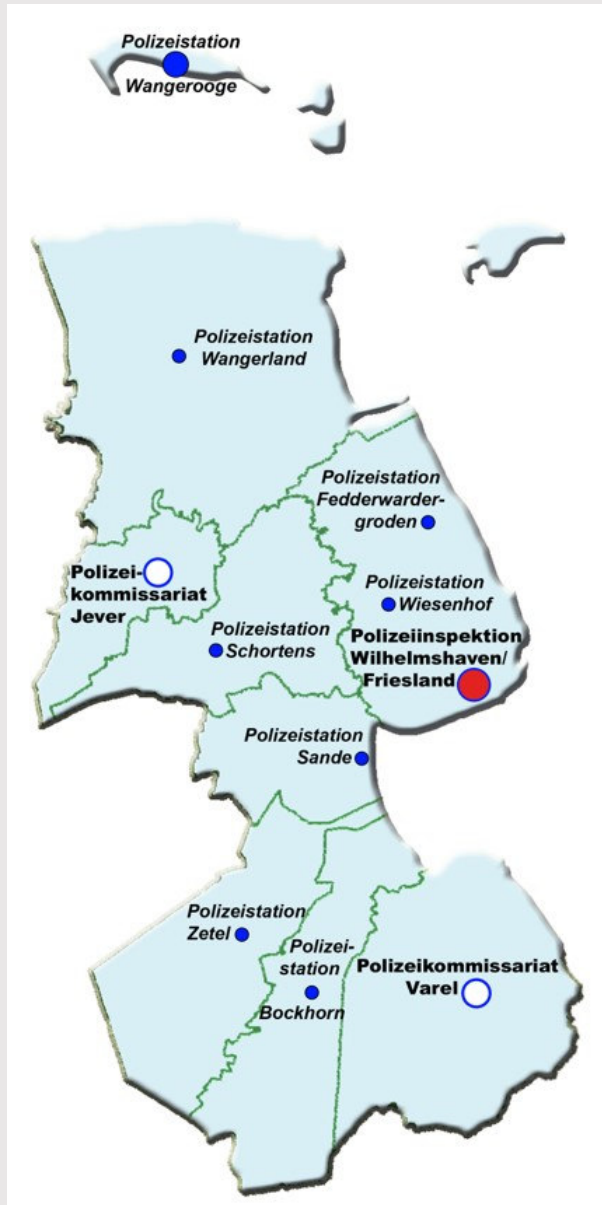 Polizeistation
Wangerooge
Polizeistation
Wangerland
Polizeistation
Fedderwarder-
groden
Polizei-
kommissariat
Jever
Polizeistation
Wiesenhof
Polizeistation
Schortens
Polizeiinspektion
Wilhelmshaven/
Friesland
Polizeistation
Sande
Polizeistation
Zetel
Polizei-
station
Bockhorn
Polizeikommissariat
Varel